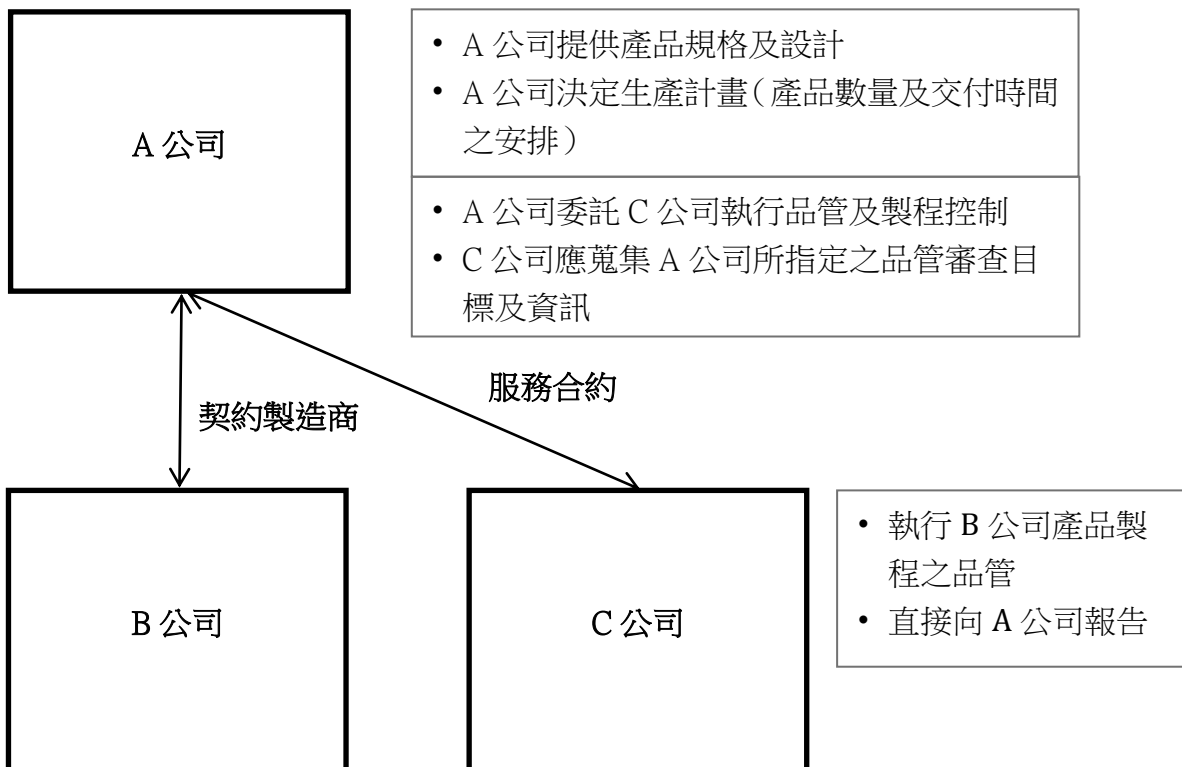 A 公司
• A 公司提供產品規格及設計
• A 公司決定生產計畫（產品數量及交付時間
之安排）
• A 公司委託 C 公司執行品管及製程控制
• C 公司應蒐集 A 公司所指定之品管審查目
標及資訊
服務合約
契約製造商
B 公司
C 公司
• 執行 B 公司產品製
程之品管
• 直接向 A 公司報告